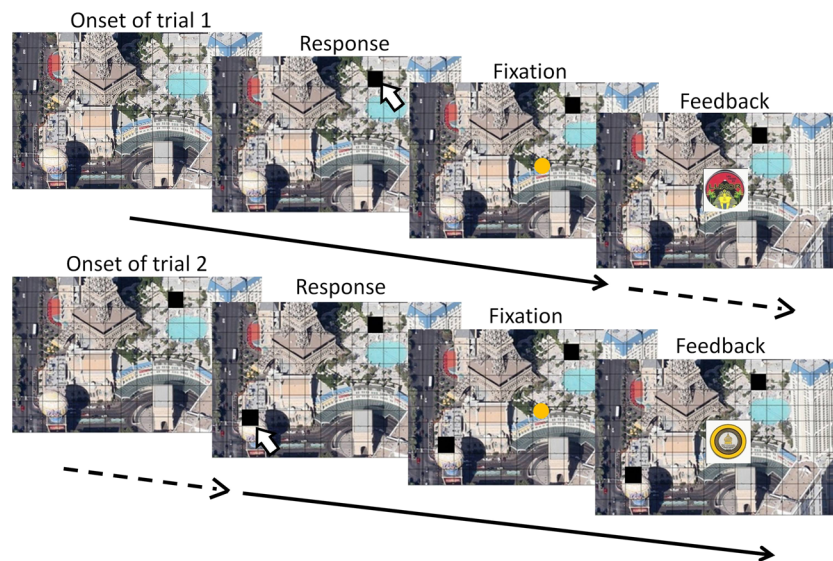 Onset of trial 1
Response
Fixation
Feedback
Onset of trial 2
Response
Fixation
Feedback